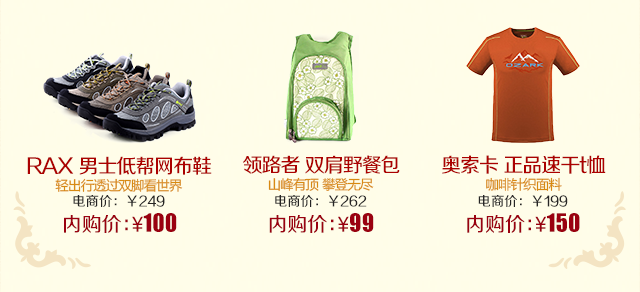 OZARK
RAX 男士低帮网布鞋
轻出行透过双脚看世界
电商价：￥249
内购价:¥100
领路者 双肩野餐包
山峰有顶 攀登无尽
电商价：￥262
内购价:¥99
奥索卡 正品速干t恤
咖啡针织面料
电商价：￥199
内购价:¥150